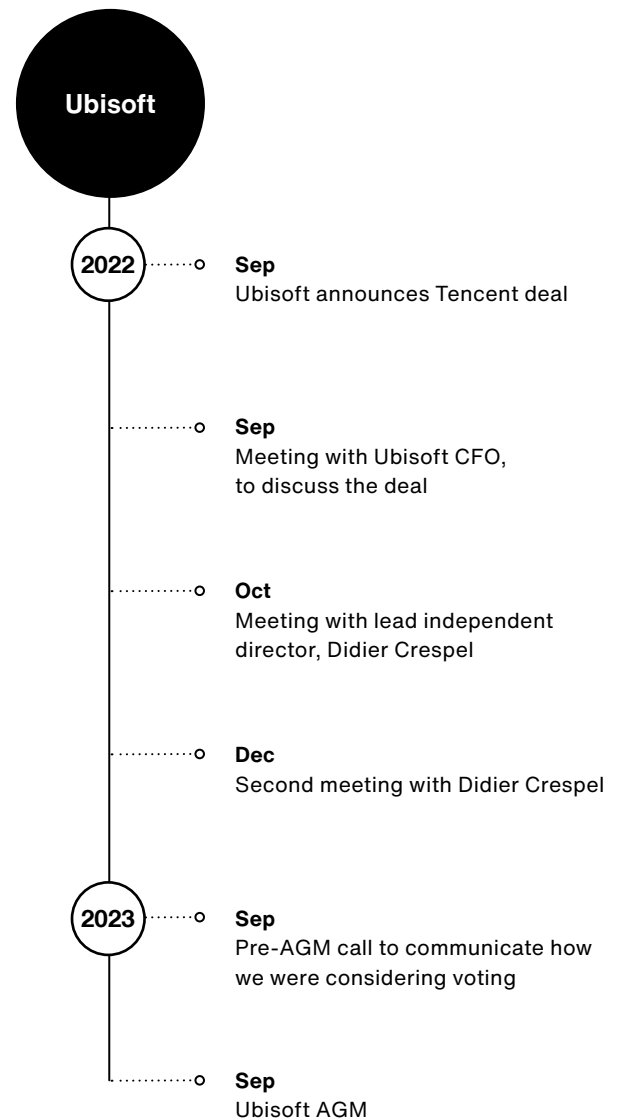 Ubisoft
2022
Sep
Ubisoft announces Tencent deal
Sep
Meeting with Ubisoft CFO,
to discuss the deal
Oct
Meeting with lead independent
director, Didier Crespel
Dec
Second meeting with Didier Crespel
2023
Sep
Pre-AGM call to communicate how
we were considering voting
Sep
Ubisoft AGM